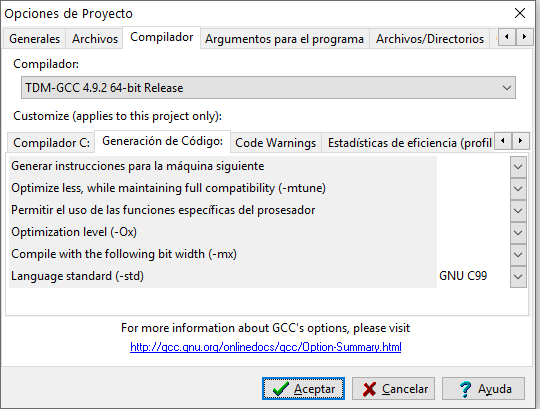 Opciones de Proyecto
Generales Archivos Compilador Argumentos para el programa Archivos/Directorios
Compilador:
TDM-GCC 4.9.2 64-bit Release
Customize (applies to this project only):
Compilador C: Generación de Código: Code Warnings Estadísticas de eficiencia (profil
Generar instrucciones para la máquina siguiente
Optimize less, while maintaining full compatibility (-mtune)
Permitir el uso de las funciones específicas del prosesador
Optimization level (-Ox)
Compile with the following bit width (-mx)
Language standard (-std) GNU C99
For more information about GCC's options, please visit
http://gcc.gnu.org/onlinedocs/gcc/Option-Summary.html
Aceptar Cancelar Ayuda